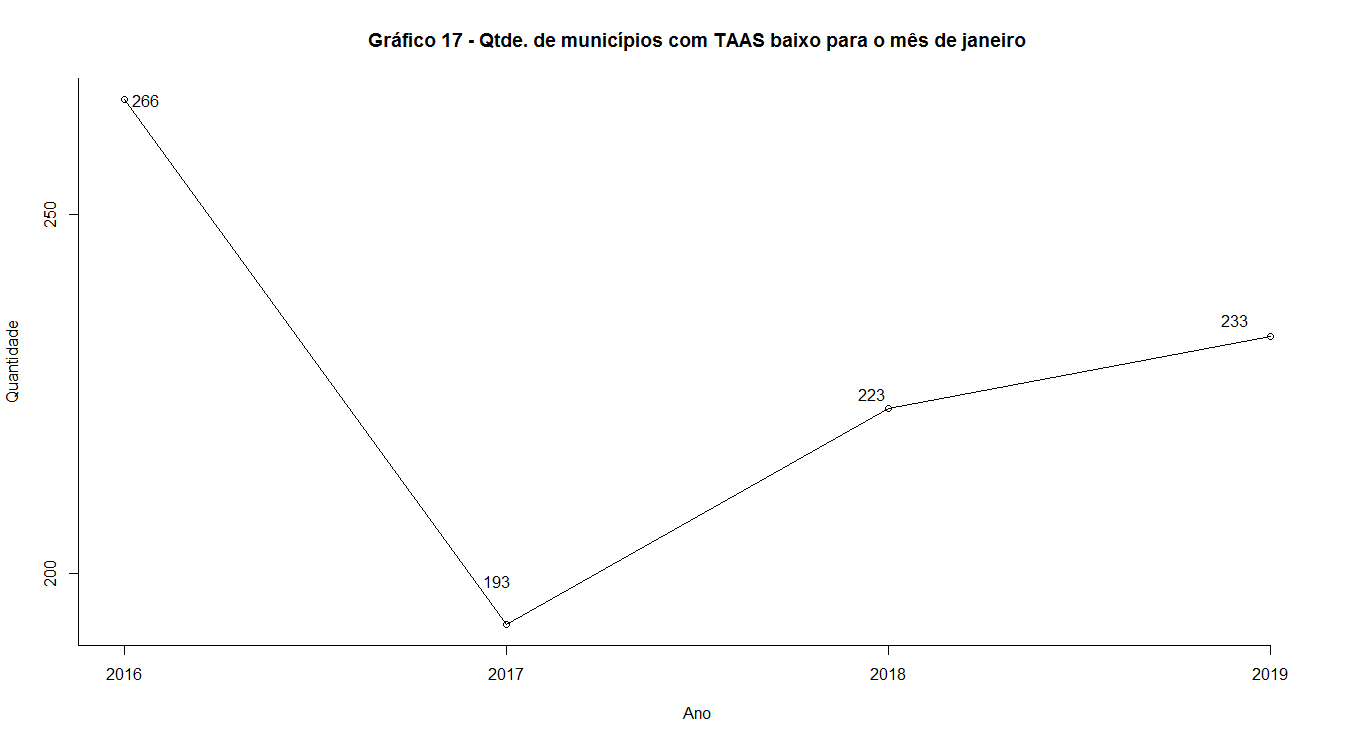 Gráfico 17 - Qtde. de municípios com TAAS baixo para o mês de janeiro
266
250
233
Quantidade
223
200
193
2016 2017 2018 2019
Ano